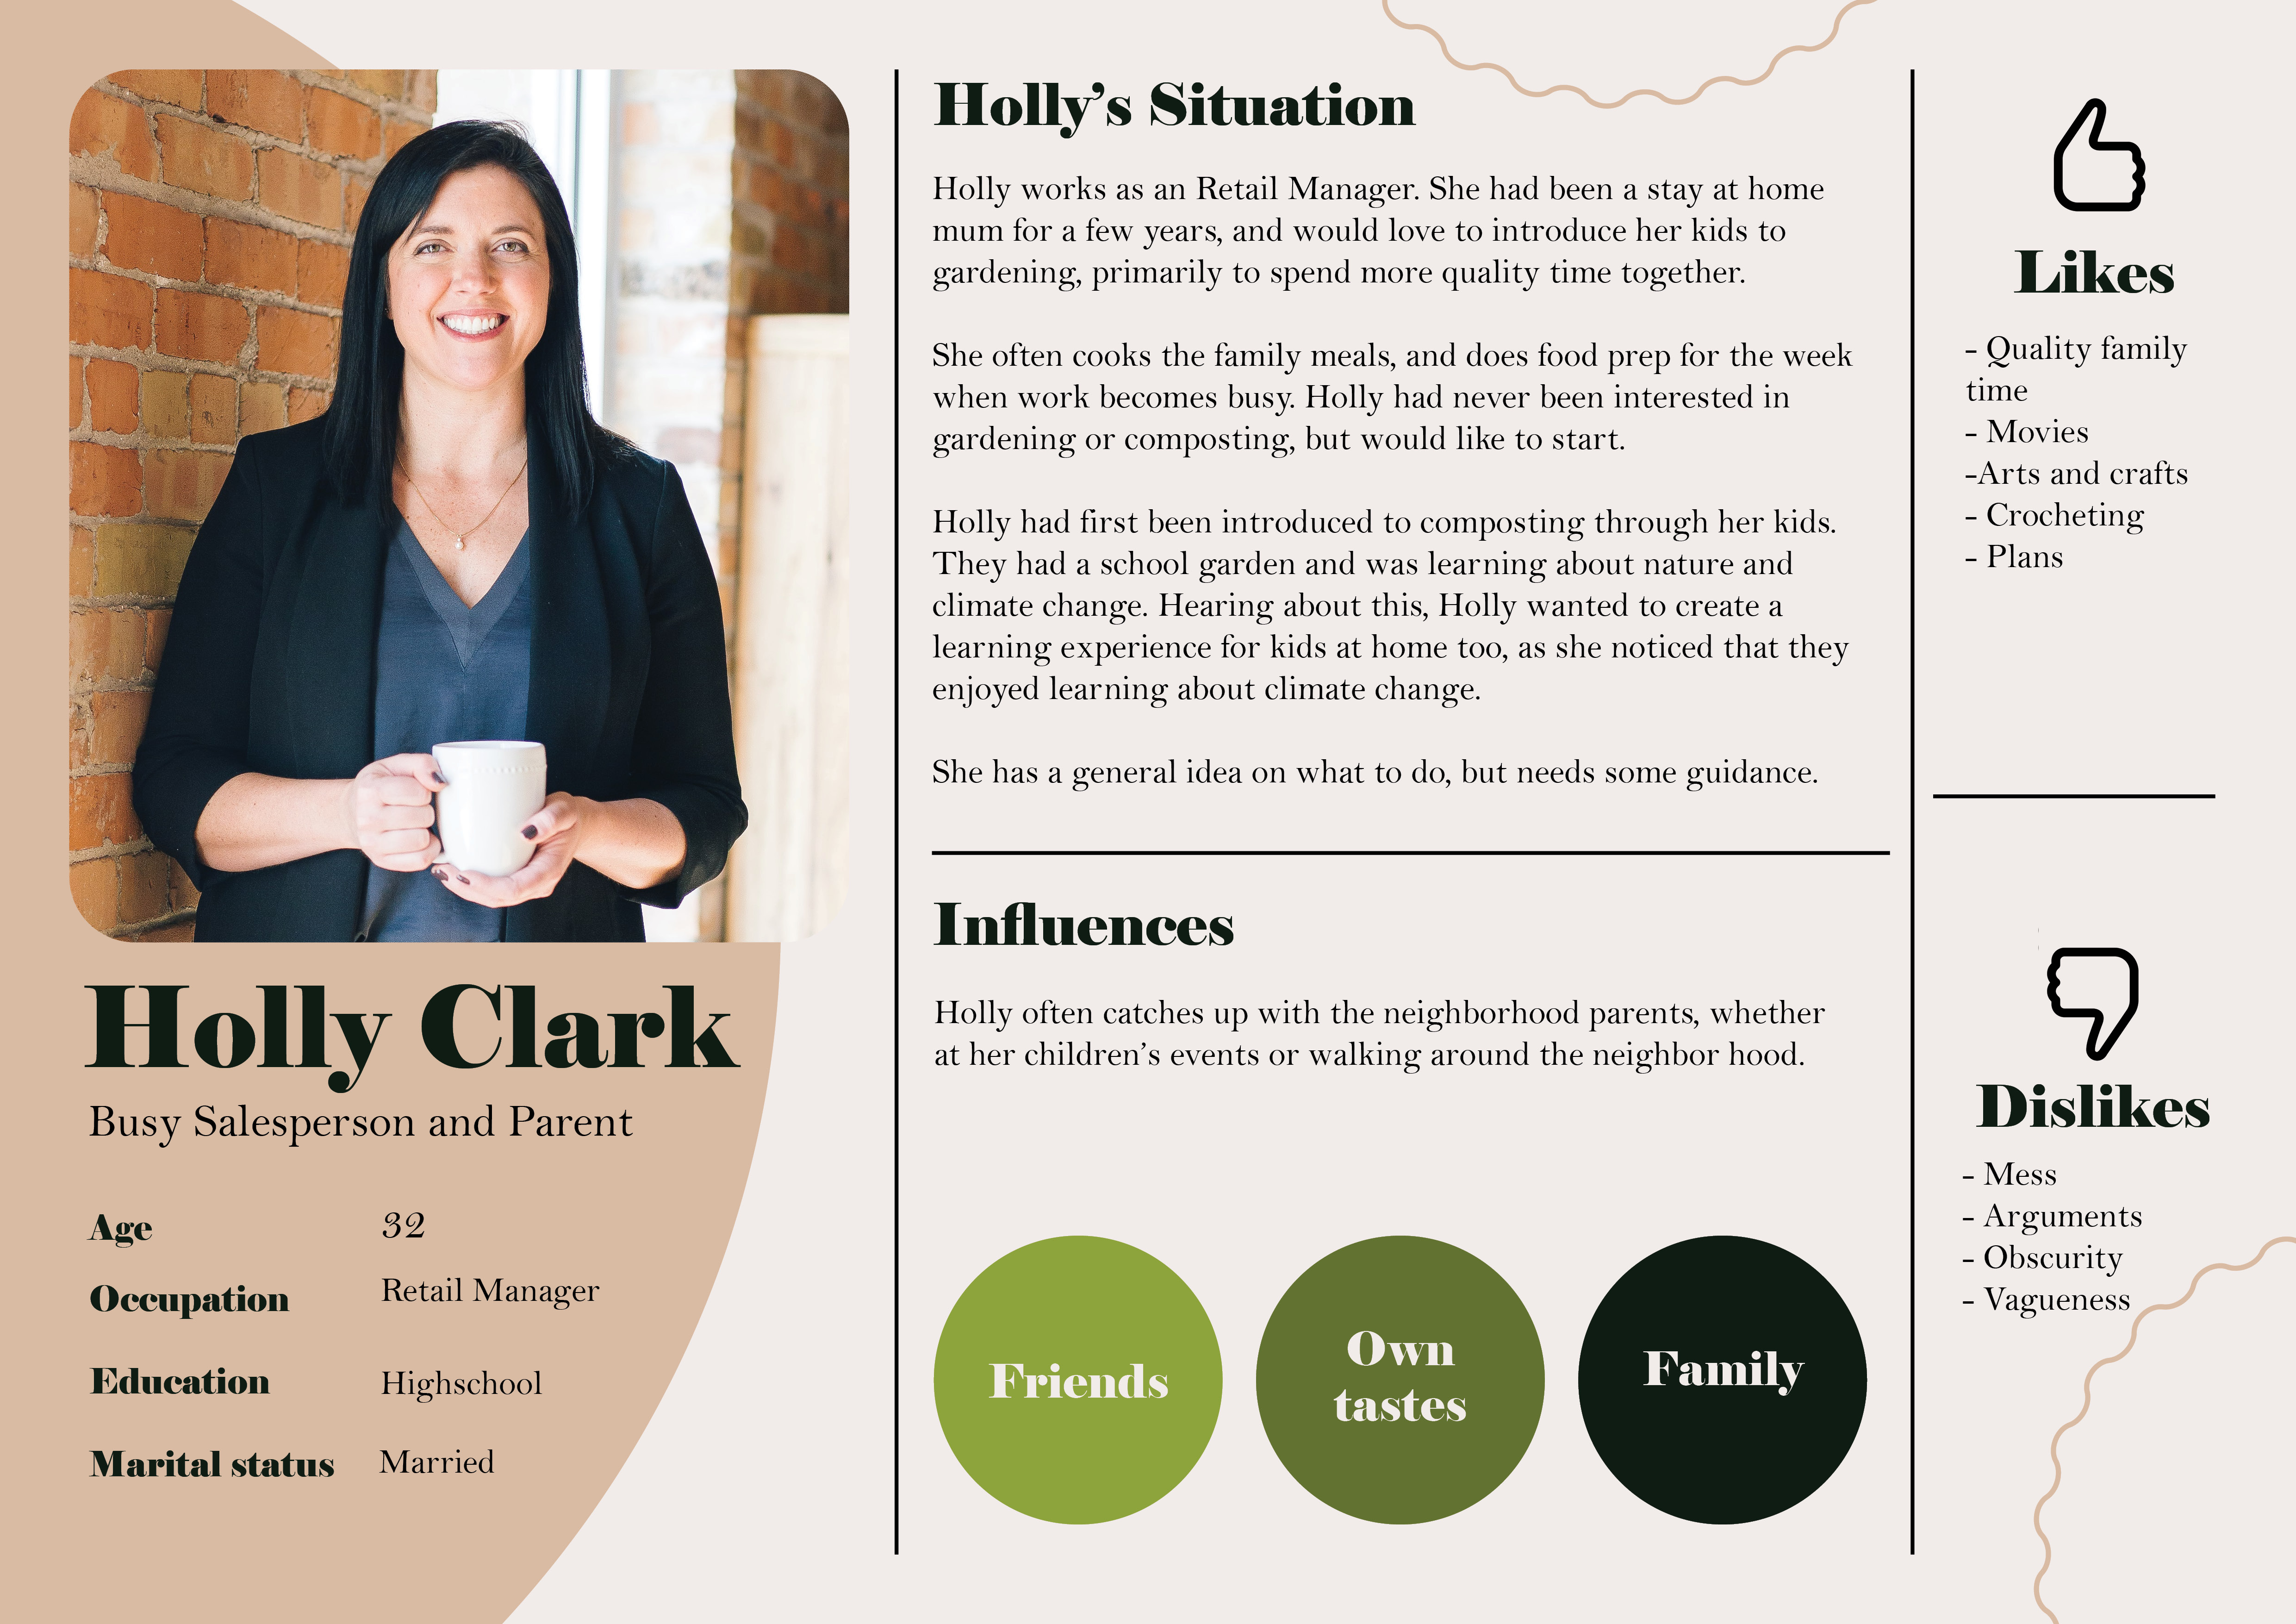 Holly Clark
Busy Salesperson and Parent
Age 32
Occupation Retail Manager
Education Highschool
Marital status Married
Holly’s Situation
Holly works as an Retail Manager. She had been a stay at home
mum for a few years, and would love to introduce her kids to
gardening, primarily to spend more quality time together.
She often cooks the family meals, and does food prep for the week
when work becomes busy. Holly had never been interested in
gardening or composting, but would like to start.
Holly had first been introduced to composting through her kids.
They had a school garden and was learning about nature and
climate change. Hearing about this, Holly wanted to create a
learning experience for kids at home too, as she noticed that they
enjoyed learning about climate change.
She has a general idea on what to do, but needs some guidance.
Influences
Holly often catches up with the neighborhood parents, whether
at her children’s events or walking around the neighbor hood.
Friends
Own
tastes
Family
Likes
- Quality family
time
- Movies
-Arts and crafts
- Crocheting
- Plans
Dislikes
- Mess
- Arguments
- Obscurity
- Vagueness